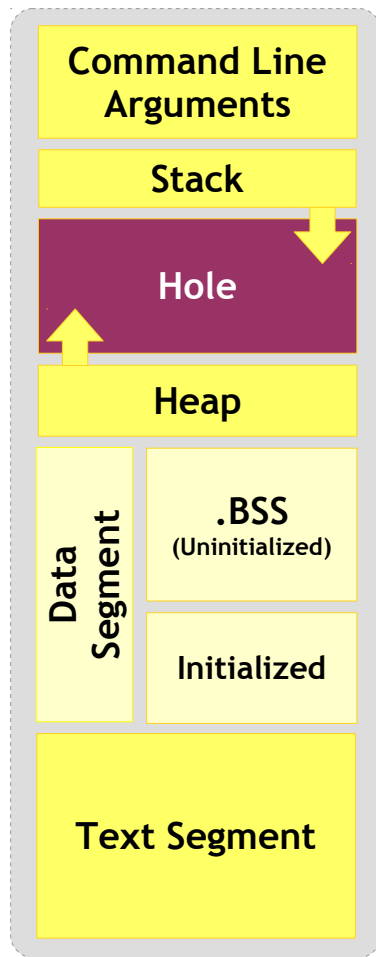 Command Line
Arguments
Stack
Hole
Heap
Data
Segment
.BSS
(Uninitialized)
Initialized
Text Segment